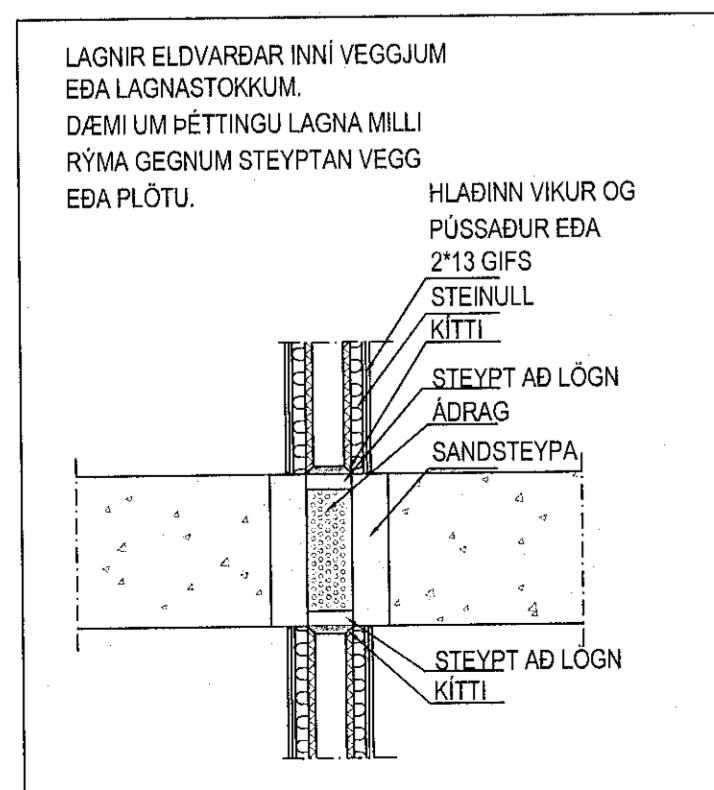 LAGNIR ELDVARÐAR INNÍ VEGGJUM
EÐA LAGNASTOKKUM.
DÆMI UM ÞÉTTINGU LAGNA MILLI
RÝMA GEGNUM STEYPTAN VEGG
EÐA PLÖTU.
HLAÐINN VIKUR OG
PÚSSAÐUR EÐA
2*13 GIFS
STEINULL
KÍTTI
STEYPT AÐ LÖGN
ÁDRAG
SANDSTEYPA
STEYPT AÐ LÖGN
KÍTTI